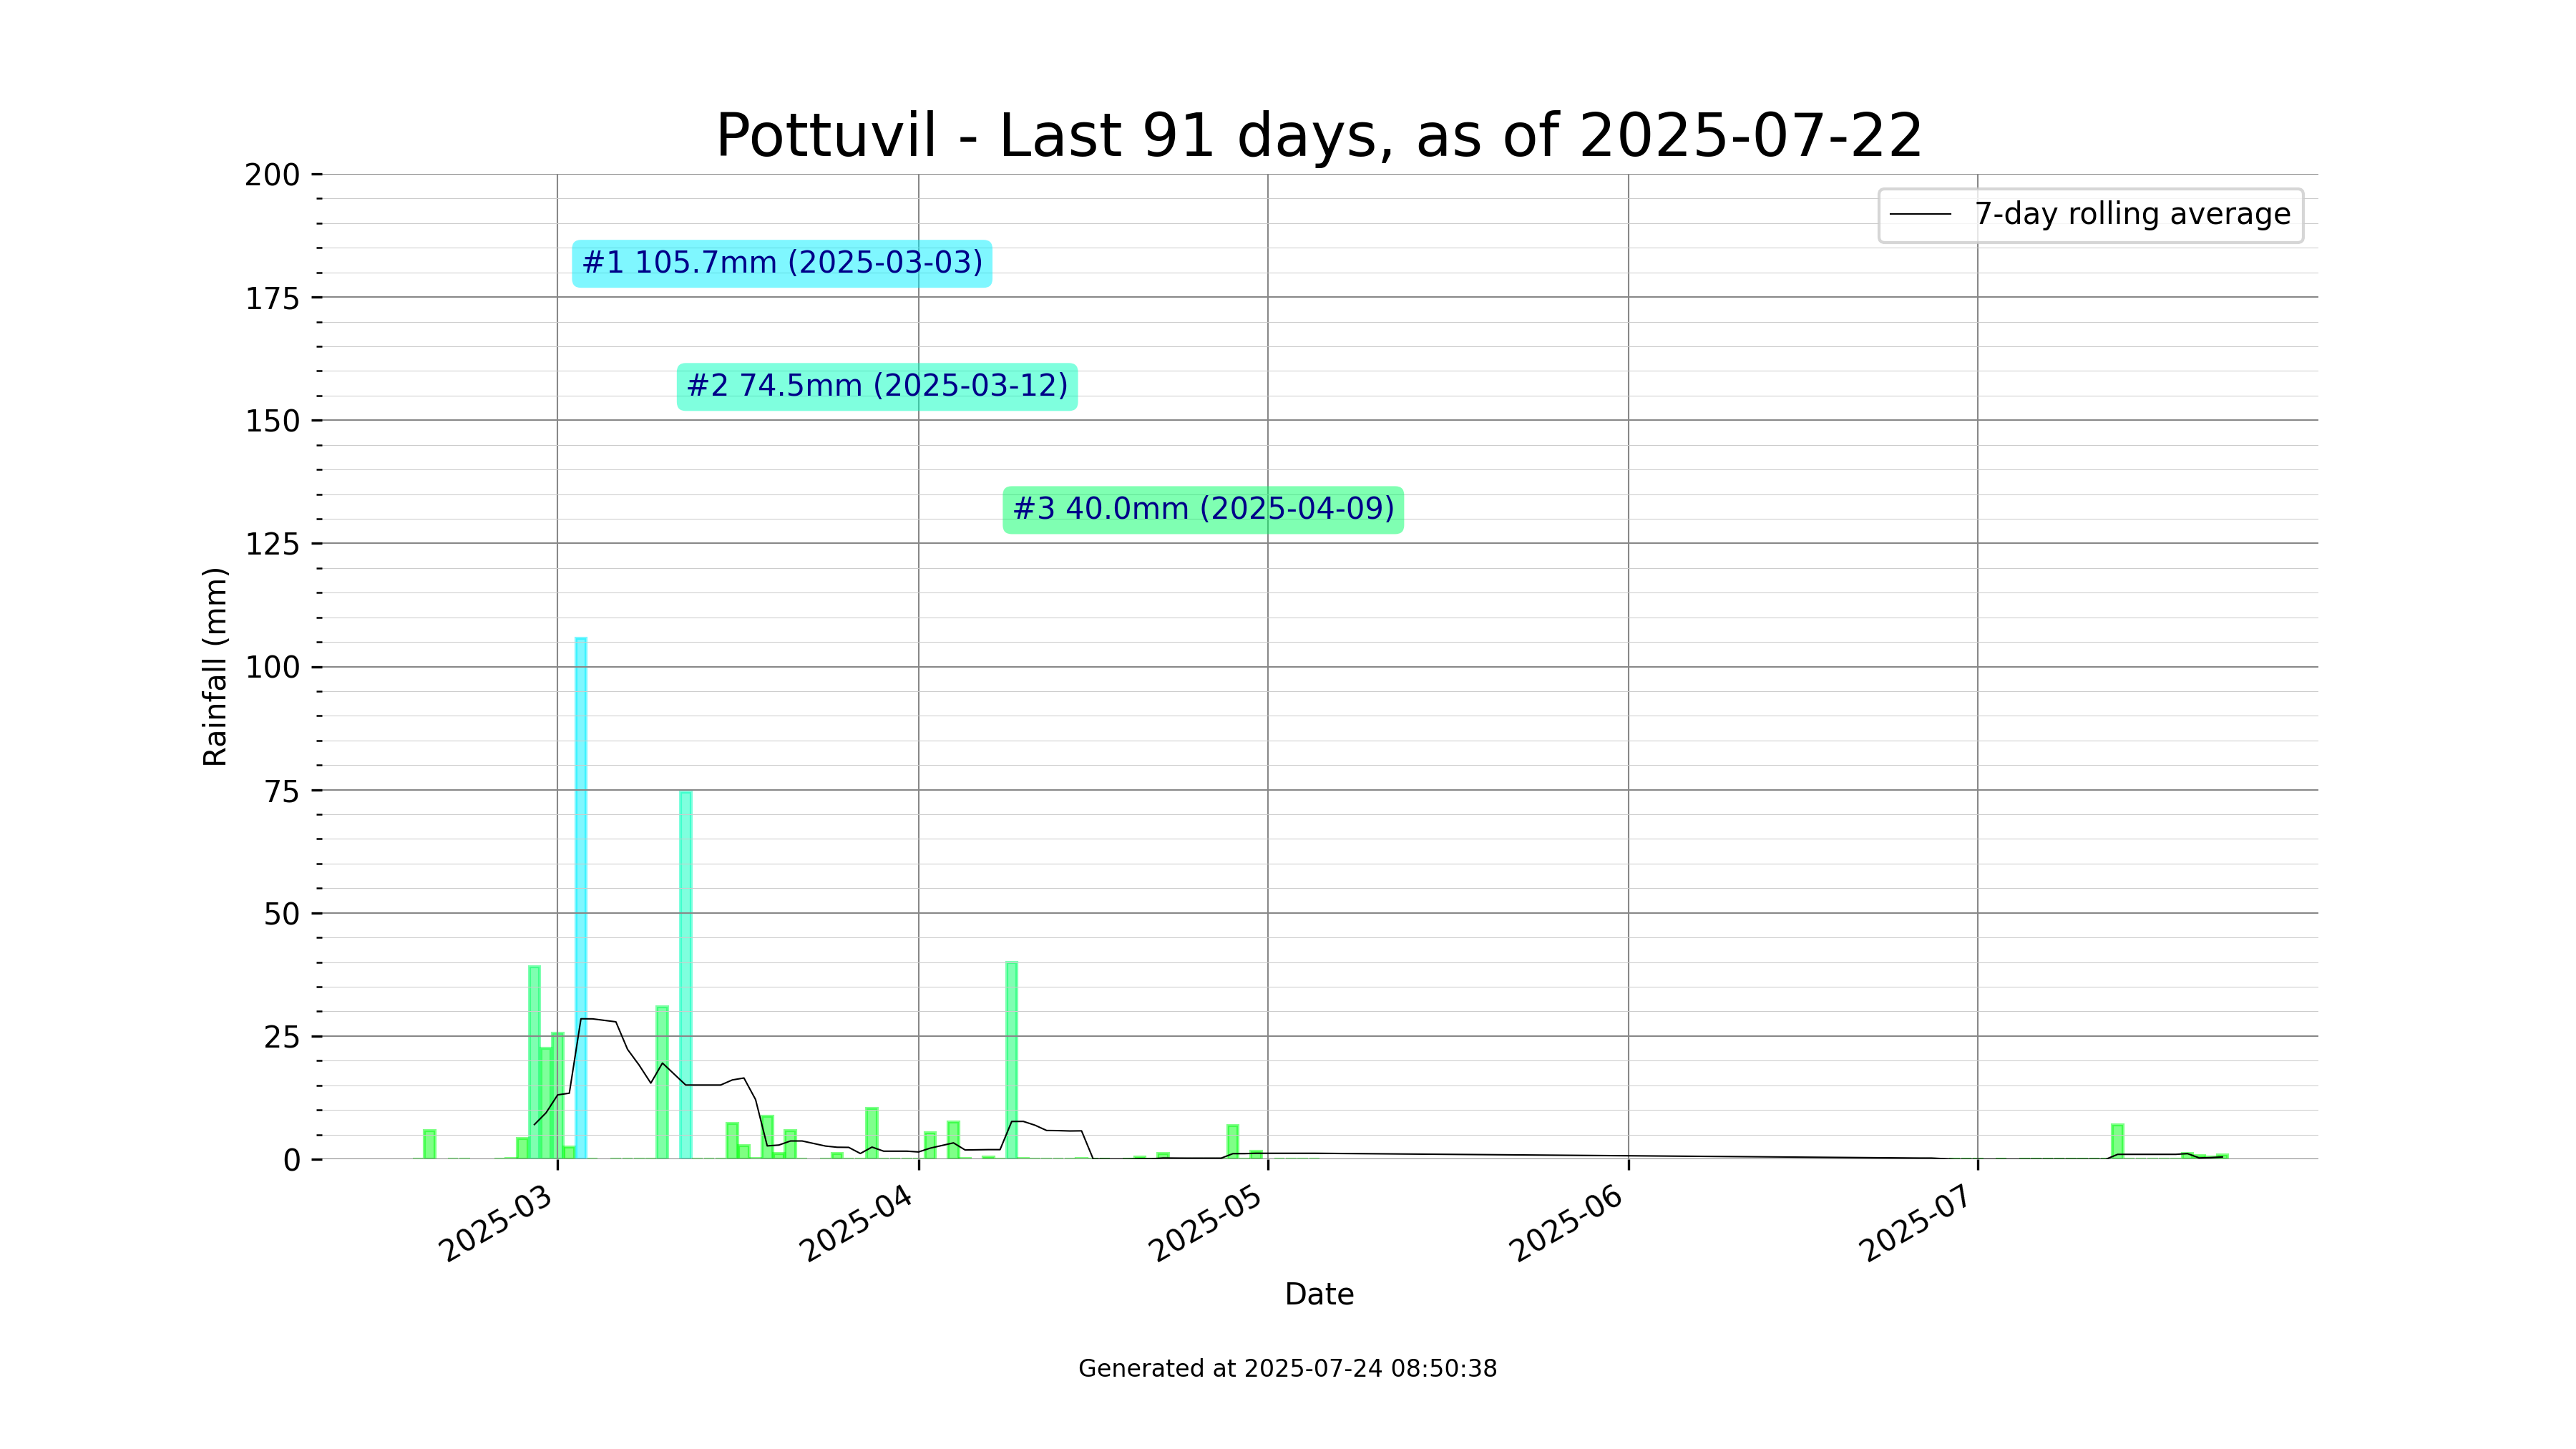 Pottuvil - Last 91 days, as of 2025-07-22
200
175
150
125
100
75
50
25
0
Rainfall (mm)
7-day rolling average
#1 105.7mm (2025-03-03)
#2 74.5mm (2025-03-12)
#3 40.0mm (2025-04-09)
2025-03
2025-04
2025-05
2025-06
2025-07
Date
Generated at 2025-07-24 08:50:38